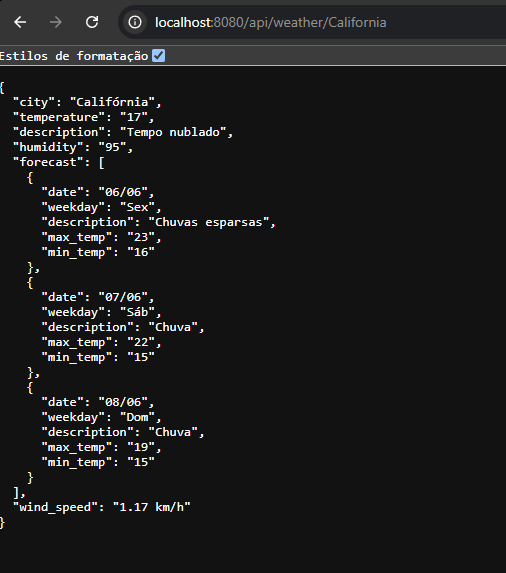 localhost:8080/api/weather/California
Estilos de formatação
{
  "city": "Califórnia",
  "temperature": "17",
  "description": "Tempo nublado",
  "humidity": "95",
  "forecast": [
    {
      "date": "06/06",
      "weekday": "Sex",
      "description": "Chuvas esparsas",
      "max_temp": "23",
      "min_temp": "16"
    },
    {
      "date": "07/06",
      "weekday": "Sáb",
      "description": "Chuva",
      "max_temp": "22",
      "min_temp": "15"
    },
    {
      "date": "08/06",
      "weekday": "Dom",
      "description": "Chuva",
      "max_temp": "19",
      "min_temp": "15"
    }
  ],
  "wind_speed": "1.17 km/h"
}